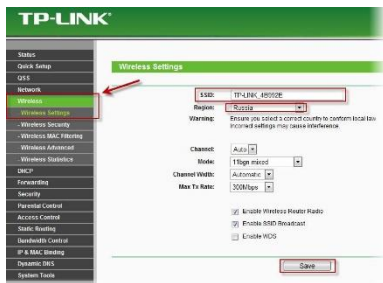 TP-LINK
Status
Quick Setup
QSS
Network
Wireless
- Wireless Settings
- Wireless Security
- Wireless MAC Filtering
- Wireless Advanced
- Wireless Statistics
DHCP
Forwarding
Security
Parental Control
Access Control
Static Routing
Bandwidth Control
IP & MAC Binding
Dynamic DNS
System Tools
Wireless Settings
SSID: TP-LINK_4B092E
Region: Russia
Warning: Ensure you select a correct country to conform local law
incorrect settings may cause interference.
Channel: Auto
Mode: 11bgn mixed
Channel Width: Automatic
Max Tx Rate: 300Mbps
Enable Wireless Router Radio
Enable SSID Broadcast
Enable WDS
Save